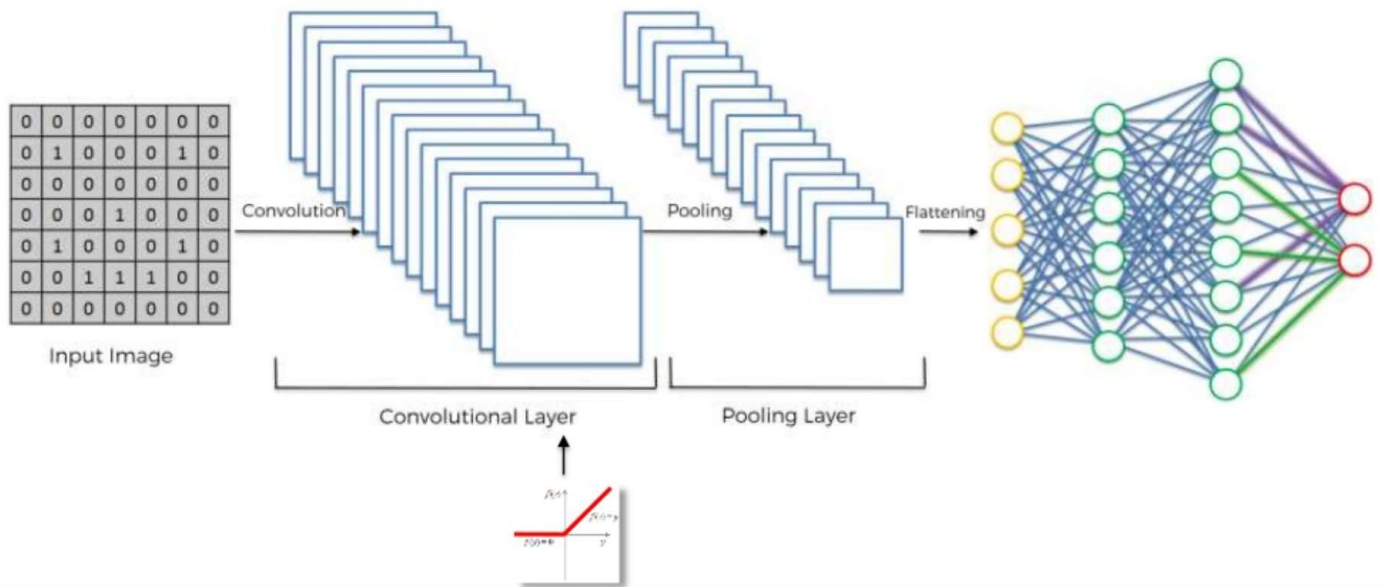 0 0 0 0 0 0 0
0 1 0 0 0 1 0
0 0 0 0 0 0 0
0 0 0 1 0 0 0
0 1 0 0 0 1 0
0 0 1 1 1 0 0
0 0 0 0 0 0 0
Input Image
Convolution
Pooling
Flattening
Convolutional Layer
Pooling Layer